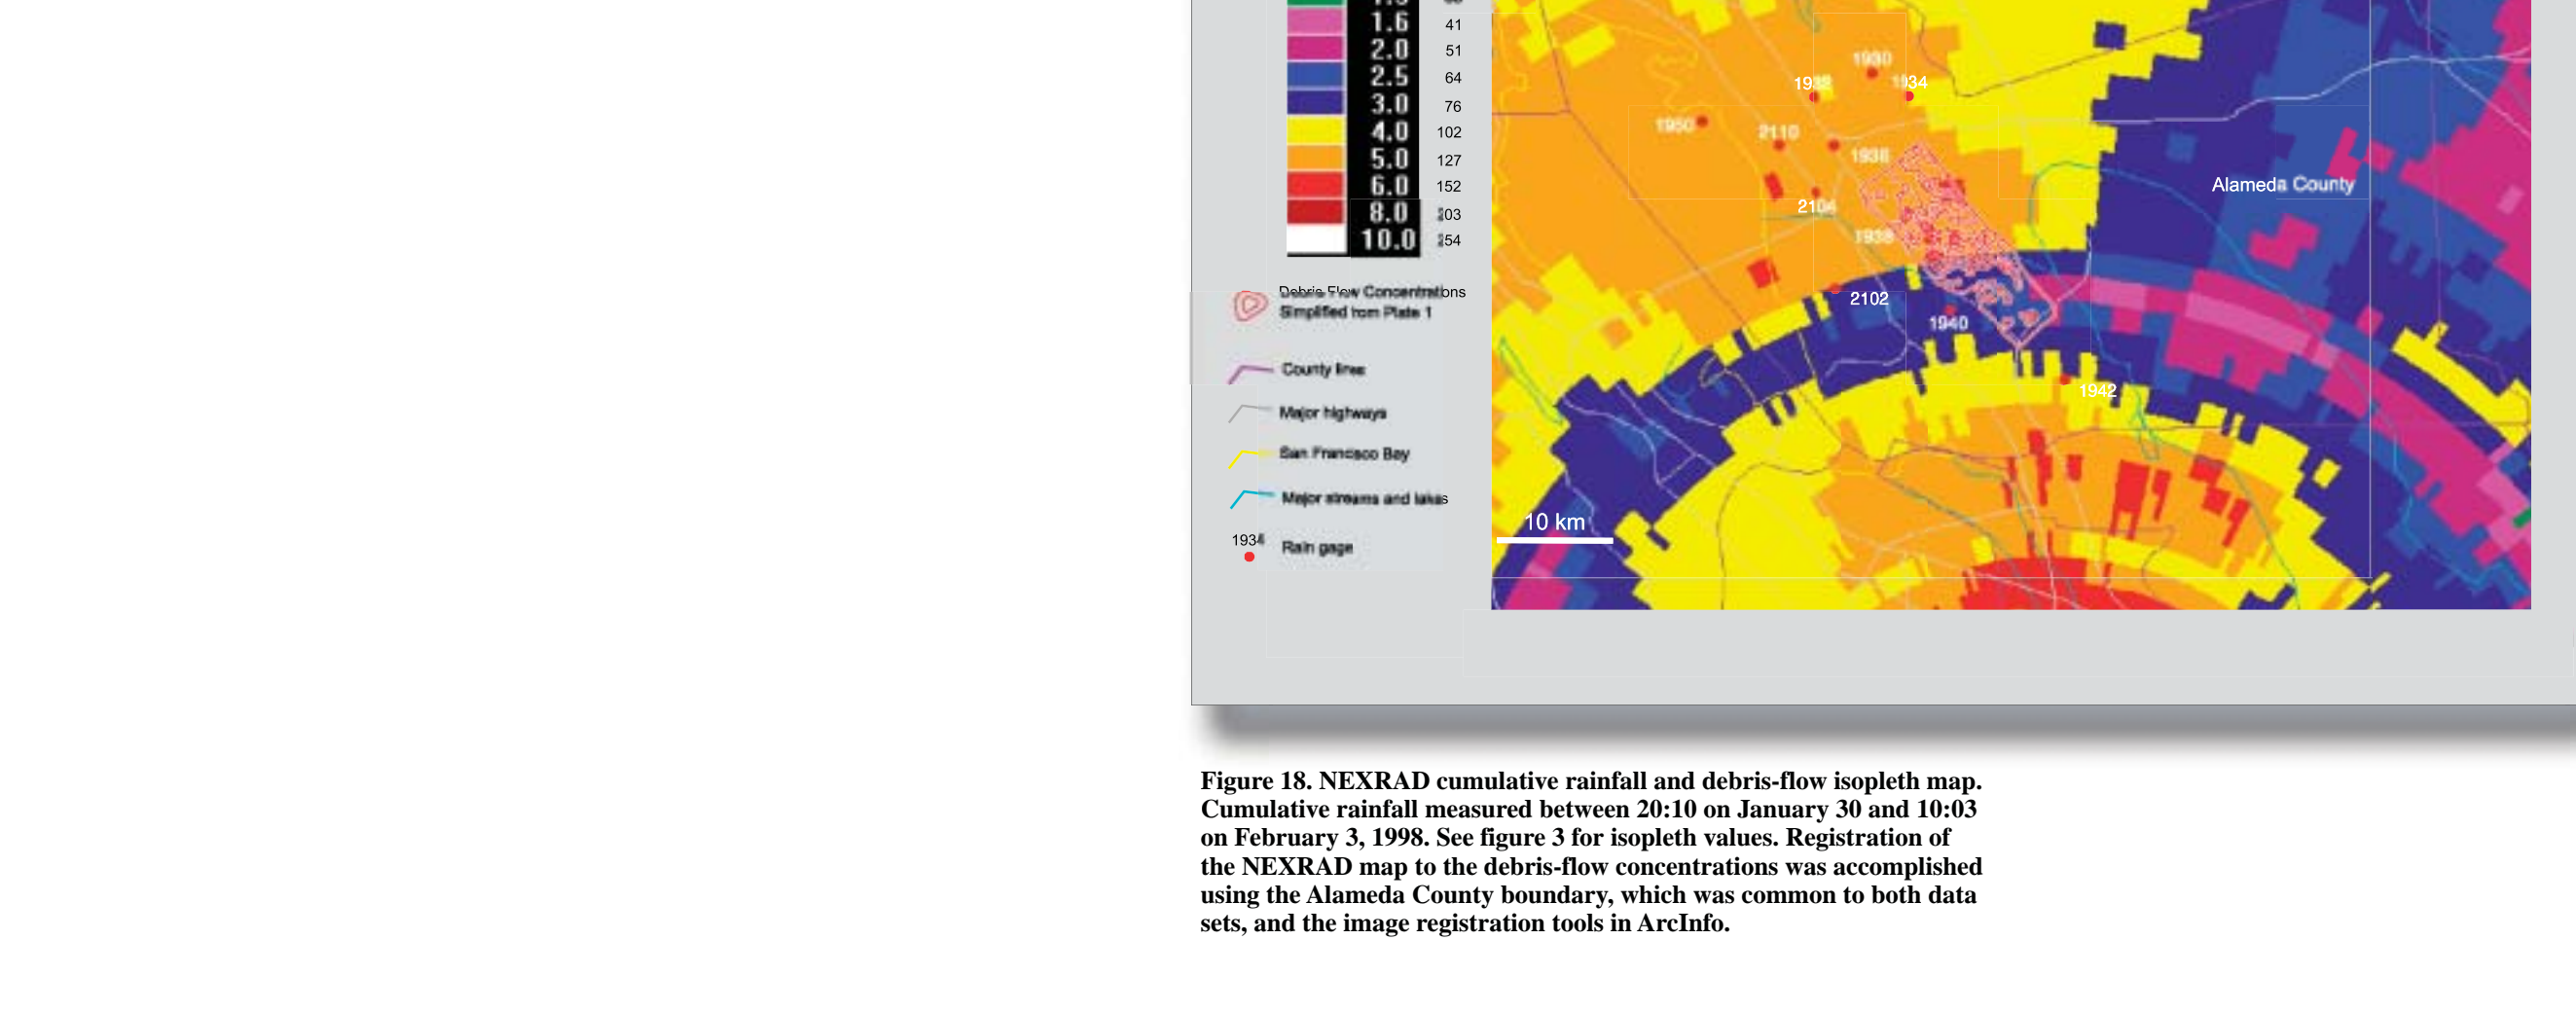 1.6 41
2.0 51
2.5 64
3.0 76
4.0 102
5.0 127
6.0 152
8.0 203
10.0 254
Debris Flow Concentrations
Simplified from Plate 1
County lines
Major highways
San Francisco Bay
Major streams and lakes
1934 Rain gage
1930
1932
1934
1950
2110
1936
2104
1938
2102
1940
1942
Alameda County
10 km
Figure 18. NEXRAD cumulative rainfall and debris-flow isopleth map.
Cumulative rainfall measured between 20:10 on January 30 and 10:03
on February 3, 1998. See figure 3 for isopleth values. Registration of
the NEXRAD map to the debris-flow concentrations was accomplished
using the Alameda County boundary, which was common to both data
sets, and the image registration tools in ArcInfo.